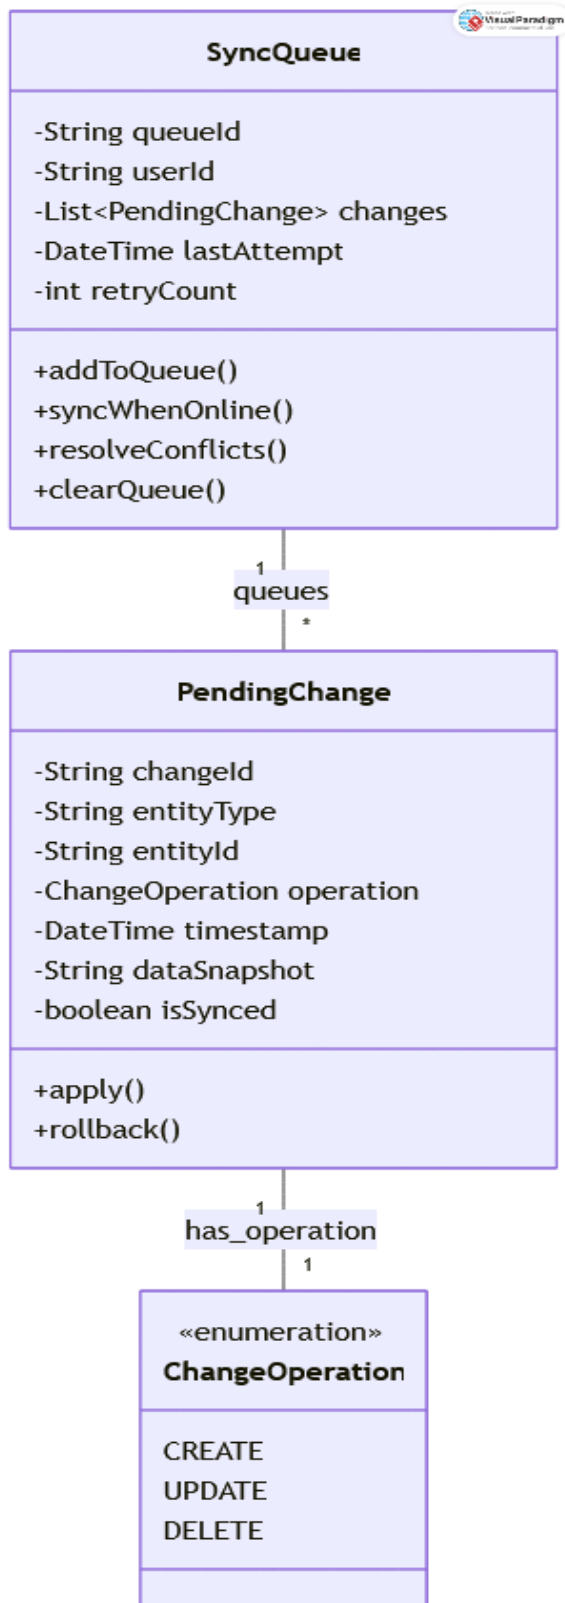 VisualParadigm
SyncQueue
-String queueId
-String userId
-List<PendingChange> changes
-DateTime lastAttempt
-int retryCount
+addToQueue()
+syncWhenOnline()
+resolveConflicts()
+clearQueue()
1
queues
*
PendingChange
-String changeId
-String entityType
-String entityId
-ChangeOperation operation
-DateTime timestamp
-String dataSnapshot
-boolean isSynced
+apply()
+rollback()
1
has_operation
1
«enumeration»
ChangeOperation
CREATE
UPDATE
DELETE